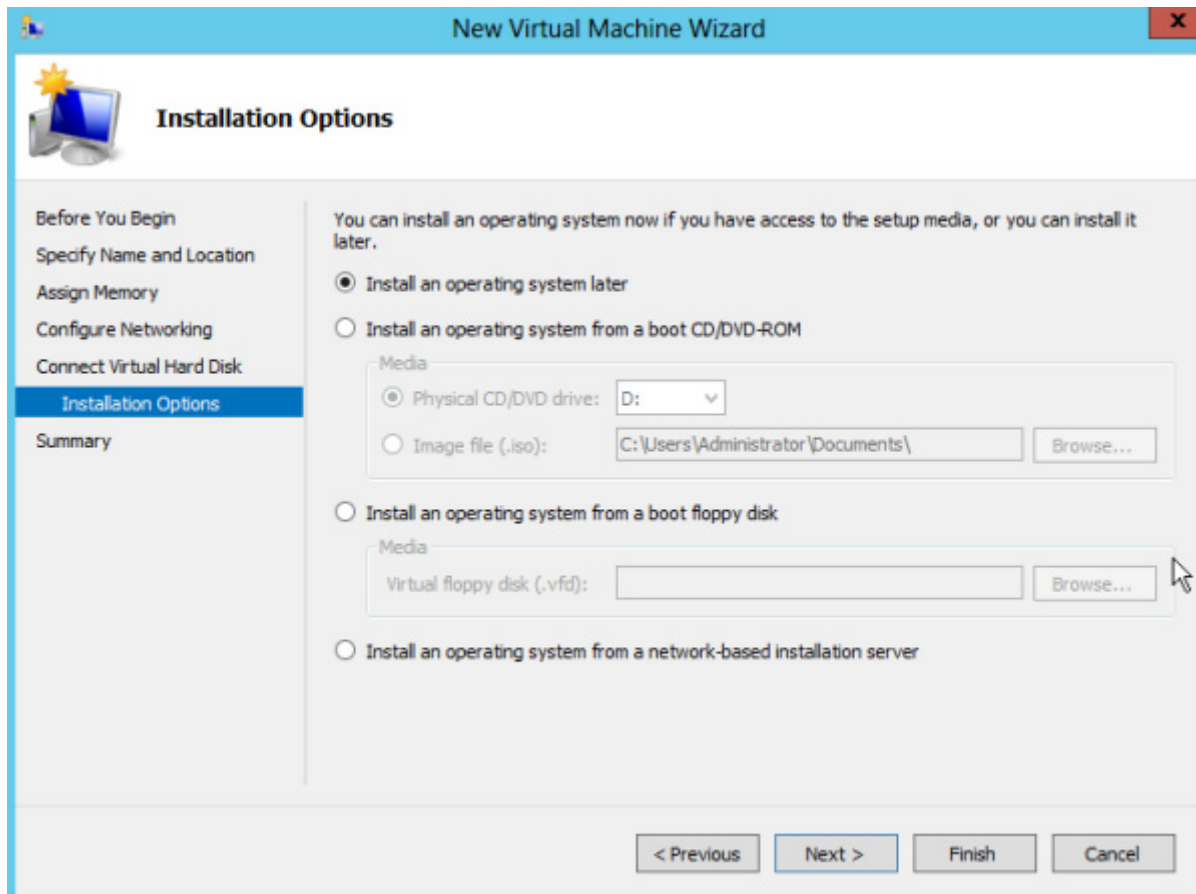 New Virtual Machine Wizard
x
Installation Options
Before You Begin
Specify Name and Location
Assign Memory
Configure Networking
Connect Virtual Hard Disk
Installation Options
Summary
You can install an operating system now if you have access to the setup media, or you can install it
later.
Install an operating system later
Install an operating system from a boot CD/DVD-ROM
Media
Physical CD/DVD drive: D:
Image file (.iso): C:\Users\Administrator\Documents\ Browse...
Install an operating system from a boot floppy disk
Media
Virtual floppy disk (.vfd): Browse...
Install an operating system from a network-based installation server
< Previous Next > Finish Cancel